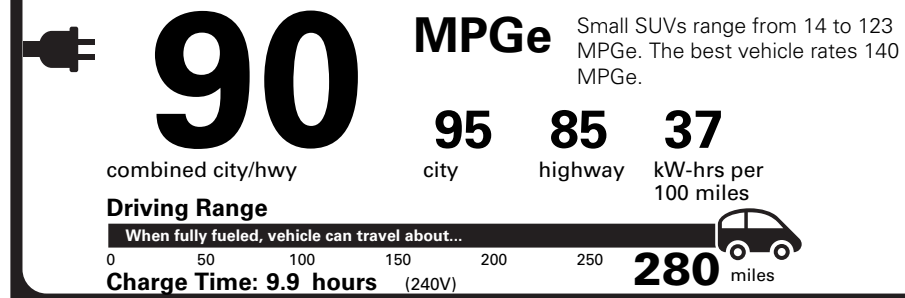 90
combined city/hwy
MPGe
Small SUVs range from 14 to 123
MPGe. The best vehicle rates 140
MPGe.
95
city
85
highway
37
kW-hrs per
100 miles
Driving Range
When fully fueled, vehicle can travel about...
0 50 100 150 200 250 280 miles
Charge Time: 9.9 hours (240V)